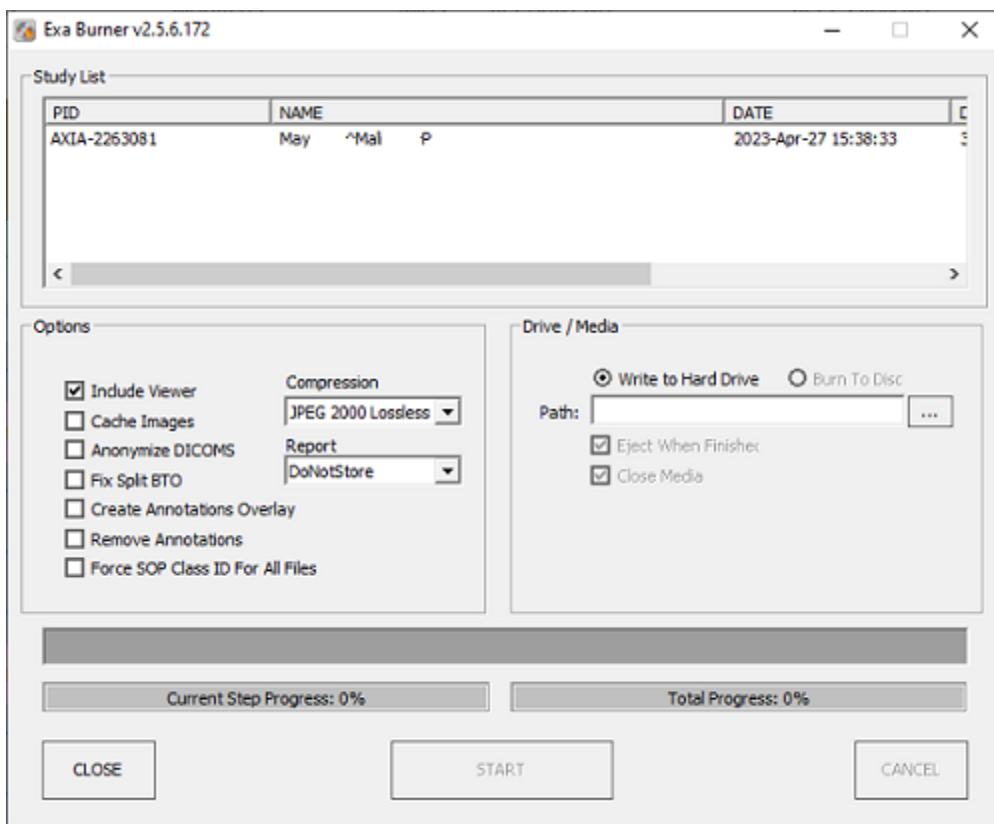 Exa Burner v2.5.6.172
Study List
PID NAME DATE
AXIA-2263081 May ^Mali P 2023-Apr-27 15:38:33
Options
Include Viewer
Cache Images
Anonymize DICOMS
Fix Split BTO
Create Annotations Overlay
Remove Annotations
Force SOP Class ID For All Files
Compression
JPEG 2000 Lossless
Report
DoNotStore
Drive / Media
Write to Hard Drive Burn To Disc
Path: ...
Eject When Finished
Close Media
Current Step Progress: 0% Total Progress: 0%
CLOSE START CANCEL